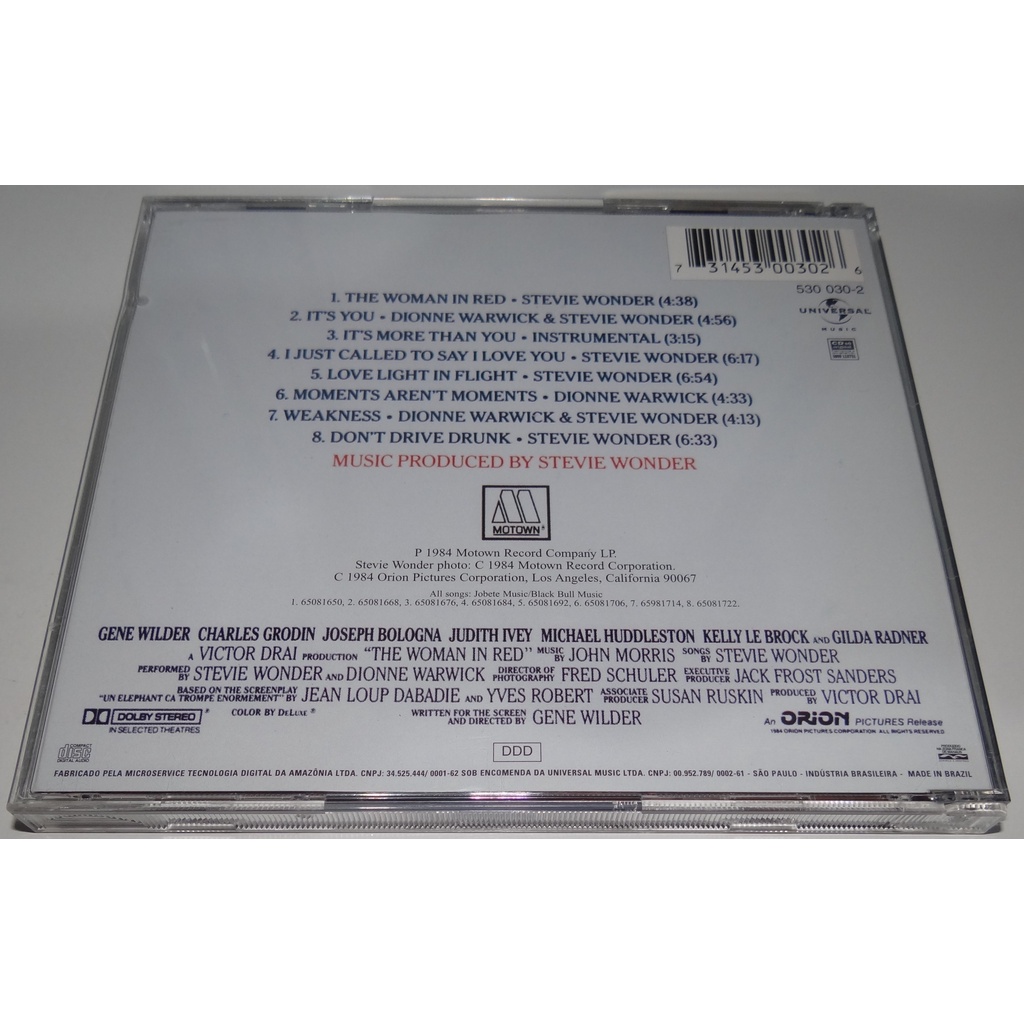 7 31453 00302 6
530 030-2
UNIVERSAL
MUSIC
1. THE WOMAN IN RED • STEVIE WONDER (4:38)
2. IT'S YOU • DIONNE WARWICK & STEVIE WONDER (4:56)
3. IT'S MORE THAN YOU • INSTRUMENTAL (3:15)
4. I JUST CALLED TO SAY I LOVE YOU • STEVIE WONDER (6:17)
5. LOVE LIGHT IN FLIGHT • STEVIE WONDER (6:54)
6. MOMENTS AREN'T MOMENTS • DIONNE WARWICK (4:33)
7. WEAKNESS • DIONNE WARWICK & STEVIE WONDER (4:13)
8. DON'T DRIVE DRUNK • STEVIE WONDER (6:33)
MUSIC PRODUCED BY STEVIE WONDER
MOTOWN
P 1984 Motown Record Company LP.
Stevie Wonder photo: C 1984 Motown Record Corporation.
C 1984 Orion Pictures Corporation, Los Angeles, California 90067
All songs: Jobete Music/Black Bull Music
1. 65081650, 2. 65081668, 3. 65081676, 4. 65081684, 5. 65081692, 6. 65081706, 7. 65981714, 8. 65081722.
GENE WILDER CHARLES GRODIN JOSEPH BOLOGNA JUDITH IVEY MICHAEL HUDDLESTON KELLY LE BROCK AND GILDA RADNER
A VICTOR DRAI PRODUCTION "THE WOMAN IN RED" MUSIC BY JOHN MORRIS SONGS BY STEVIE WONDER
PERFORMED BY STEVIE WONDER AND DIONNE WARWICK DIRECTOR OF PHOTOGRAPHY FRED SCHULER EXECUTIVE PRODUCER JACK FROST SANDERS
BASED ON THE SCREENPLAY "UN ELEPHANT CA TROMPE ENORMEMENT" BY JEAN LOUP DABADIE AND YVES ROBERT ASSOCIATE PRODUCER SUSAN RUSKIN PRODUCED BY VICTOR DRAI
DOLBY STEREO ® IN SELECTED THEATRES COLOR BY DELUXE ® WRITTEN FOR THE SCREEN AND DIRECTED BY GENE WILDER An ORION PICTURES Release
1984 ORION PICTURES CORPORATION. ALL RIGHTS RESERVED
COMPACT disc DIGITAL AUDIO
DDD
FABRICADO PELA MICROSERVICE TECNOLOGIA DIGITAL DA AMAZÔNIA LTDA. CNPJ: 34.525.444/ 0001-62 SOB ENCOMENDA DA UNIVERSAL MUSIC LTDA. CNPJ: 00.952.789/ 0002-61 - SÃO PAULO - INDÚSTRIA BRASILEIRA - MADE IN BRAZIL